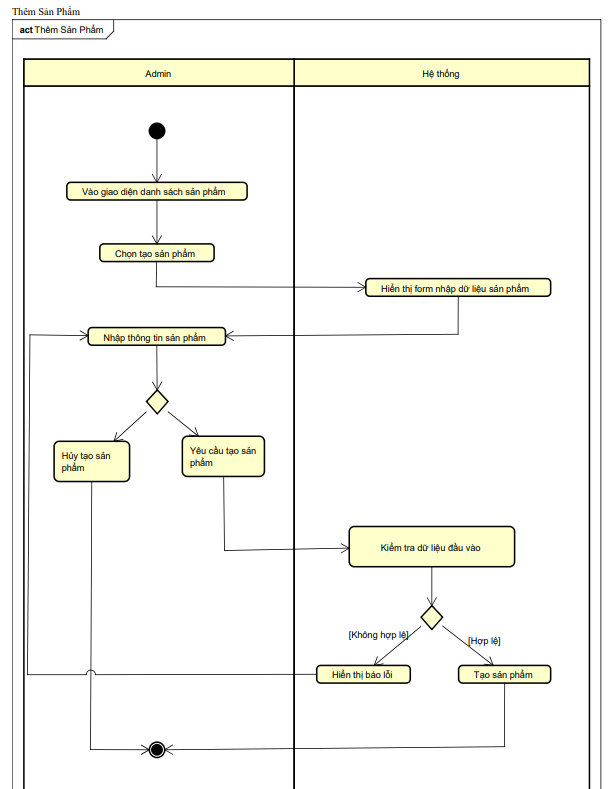 Thêm Sản Phẩm
act Thêm Sản Phẩm
Admin
Hệ thống
Vào giao diện danh sách sản phẩm
Chọn tạo sản phẩm
Hiển thị form nhập dữ liệu sản phẩm
Nhập thông tin sản phẩm
Hủy tạo sản
phẩm
Yêu cầu tạo sản
phẩm
Kiểm tra dữ liệu đầu vào
[Không hợp lệ]
[Hợp lệ]
Hiển thị báo lỗi
Tạo sản phẩm